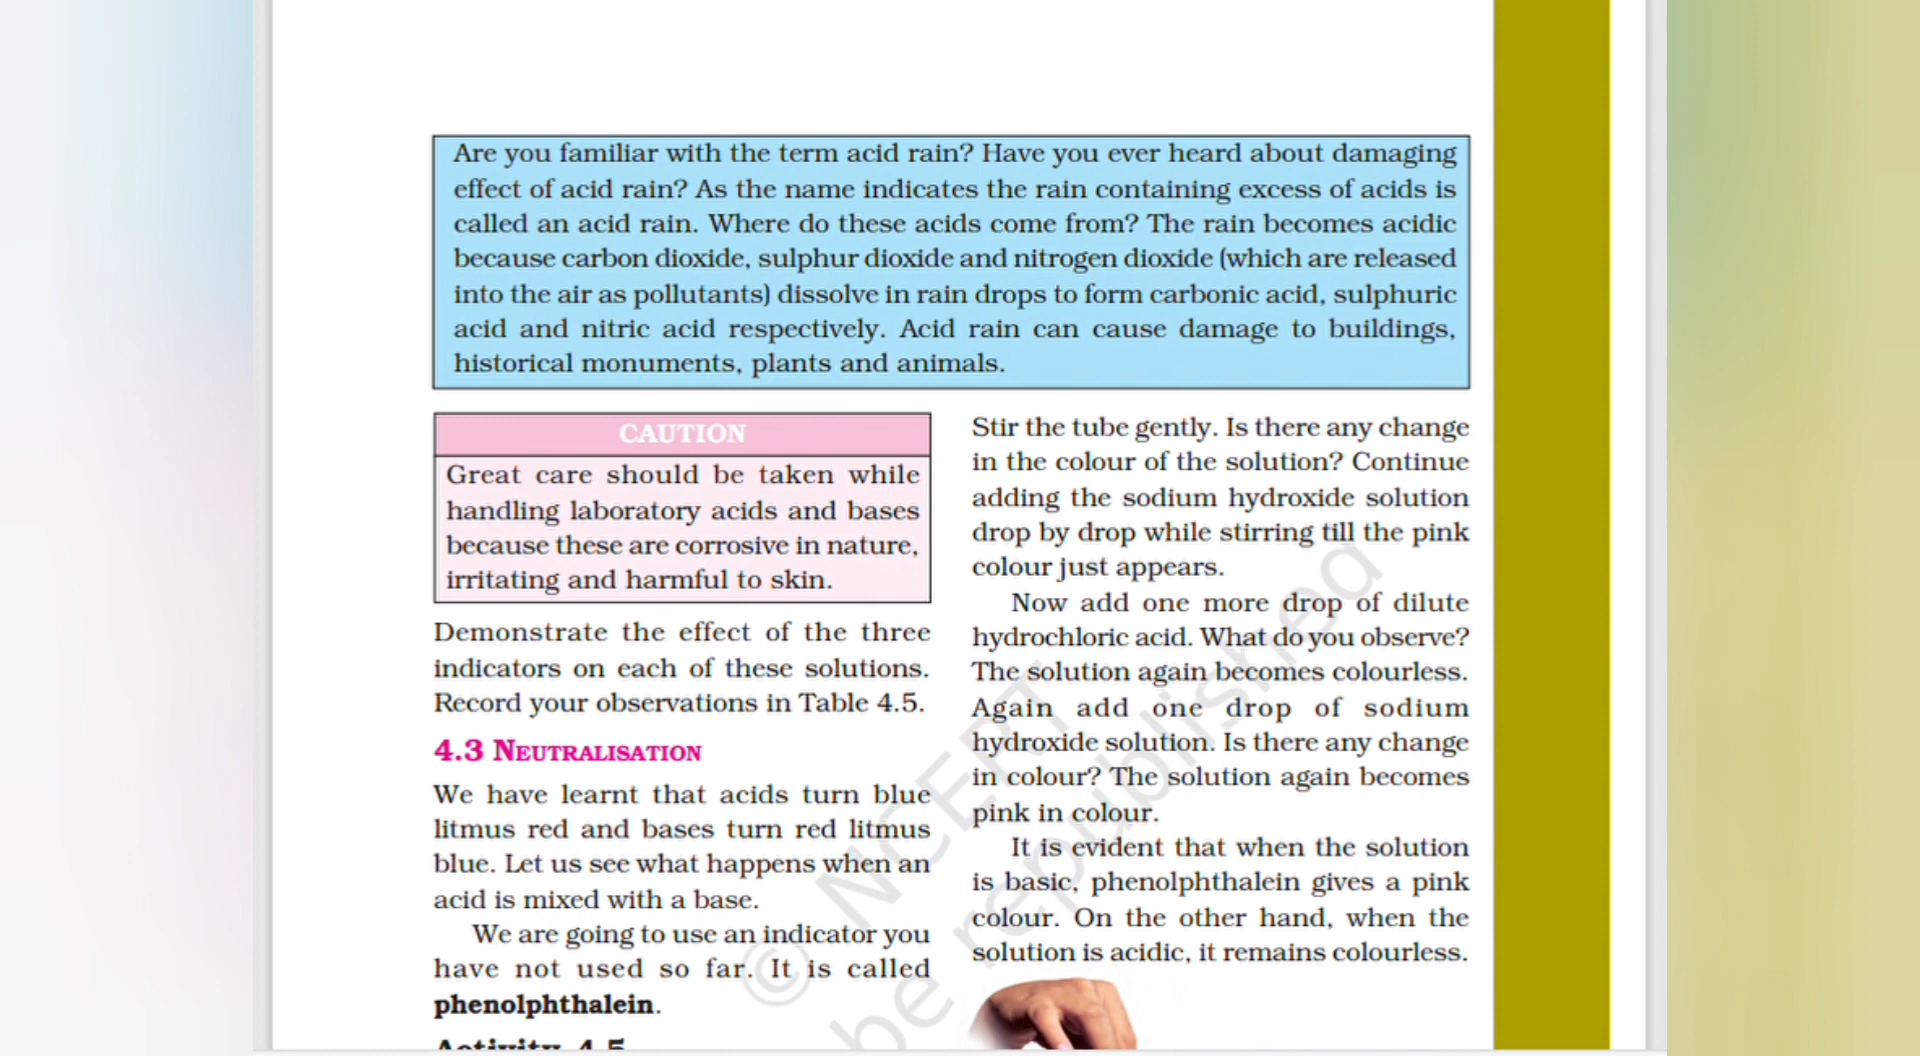 Are you familiar with the term acid rain? Have you ever heard about damaging
effect of acid rain? As the name indicates the rain containing excess of acids is
called an acid rain. Where do these acids come from? The rain becomes acidic
because carbon dioxide, sulphur dioxide and nitrogen dioxide (which are released
into the air as pollutants) dissolve in rain drops to form carbonic acid, sulphuric
acid and nitric acid respectively. Acid rain can cause damage to buildings,
historical monuments, plants and animals.
CAUTION
Great care should be taken while
handling laboratory acids and bases
because these are corrosive in nature,
irritating and harmful to skin.
Demonstrate the effect of the three
indicators on each of these solutions.
Record your observations in Table 4.5.
4.3 NEUTRALISATION
We have learnt that acids turn blue
litmus red and bases turn red litmus
blue. Let us see what happens when an
acid is mixed with a base.
We are going to use an indicator you
have not used so far. It is called
phenolphthalein.
Activity 4.5
Stir the tube gently. Is there any change
in the colour of the solution? Continue
adding the sodium hydroxide solution
drop by drop while stirring till the pink
colour just appears.
Now add one more drop of dilute
hydrochloric acid. What do you observe?
The solution again becomes colourless.
Again add one drop of sodium
hydroxide solution. Is there any change
in colour? The solution again becomes
pink in colour.
It is evident that when the solution
is basic, phenolphthalein gives a pink
colour. On the other hand, when the
solution is acidic, it remains colourless.
© NCERT
be republished